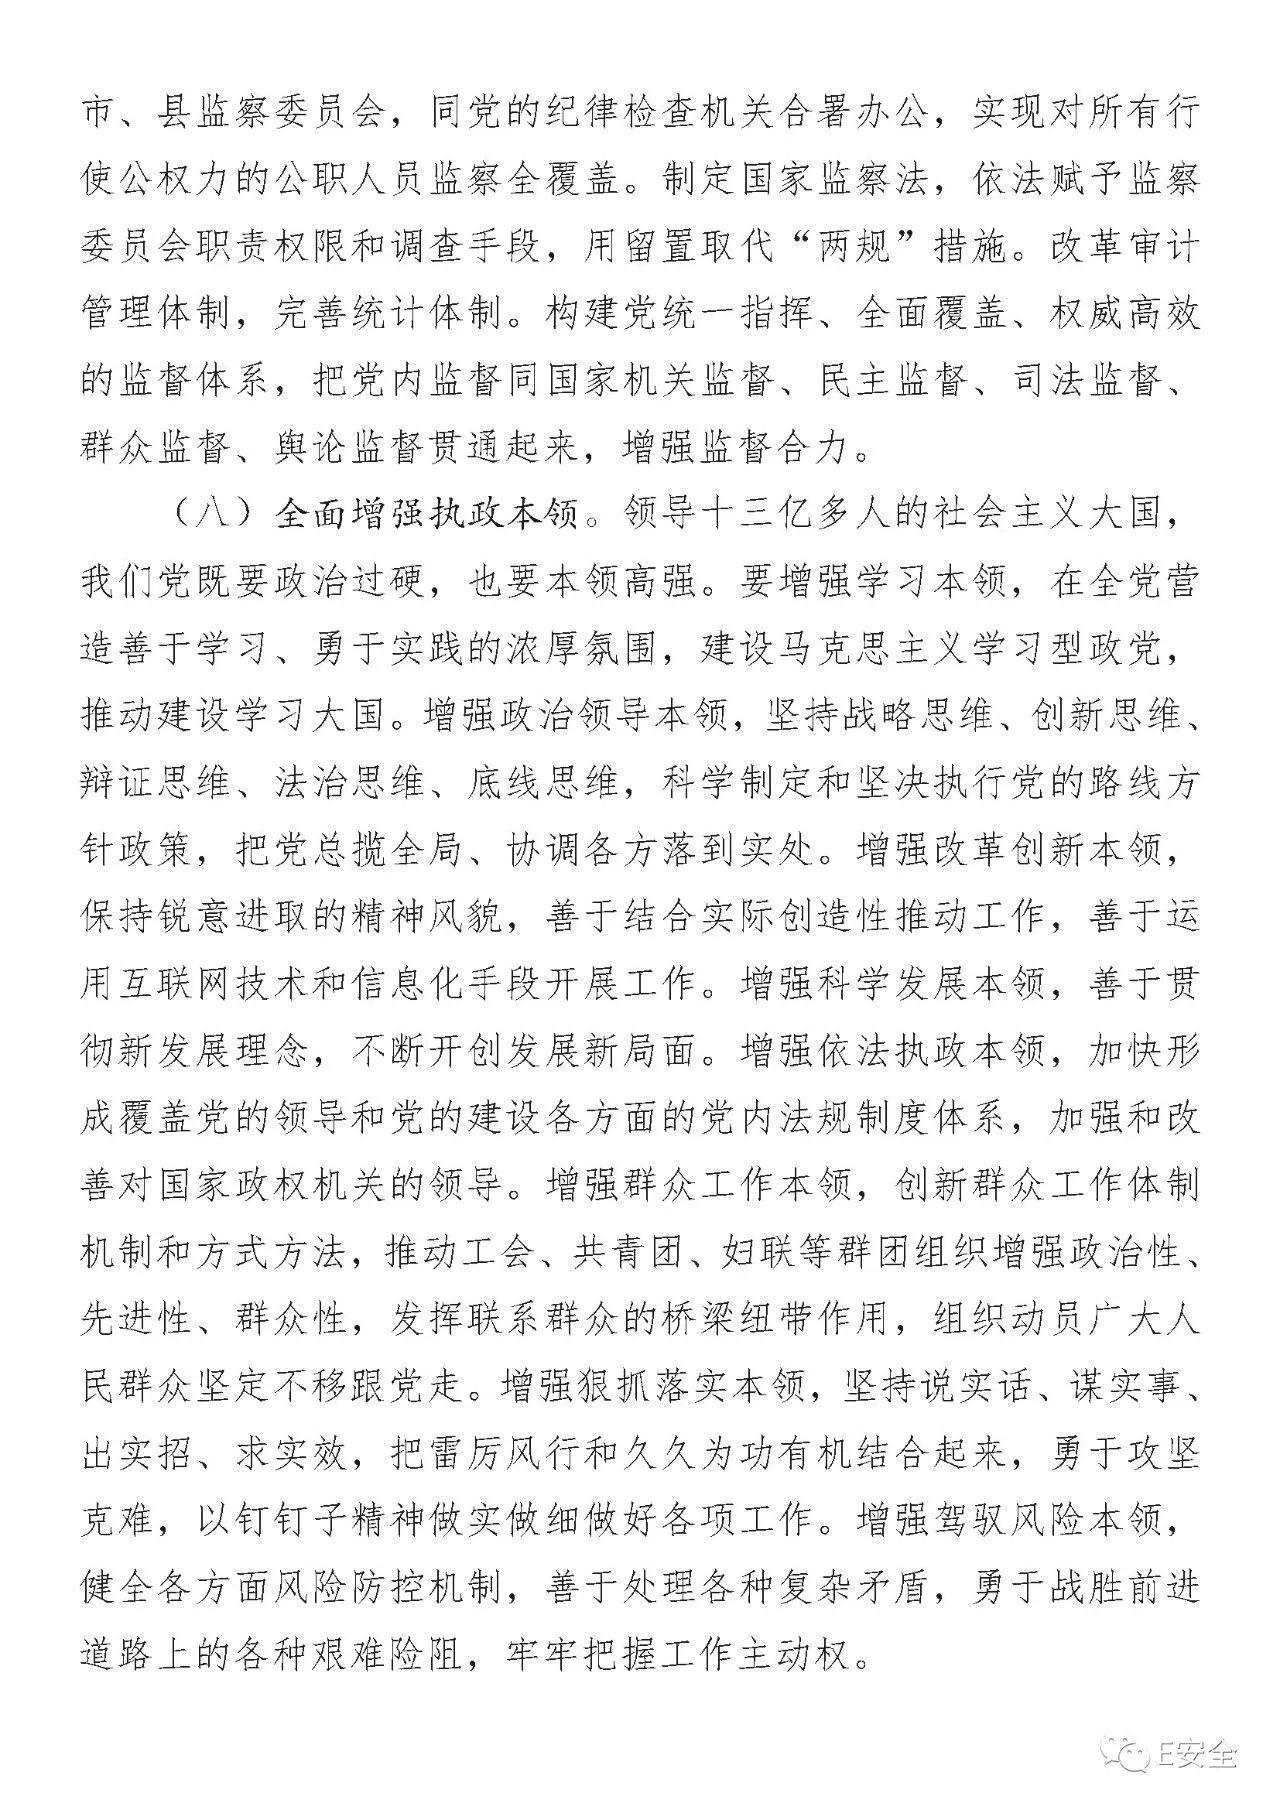 市、县监察委员会，同党的纪律检查机关合署办公，实现对所有行
使公权力的公职人员监察全覆盖。制定国家监察法，依法赋予监察
委员会职责权限和调查手段，用留置取代“两规”措施。改革审计
管理体制，完善统计体制。构建党统一指挥、全面覆盖、权威高效
的监督体系，把党内监督同国家机关监督、民主监督、司法监督、
群众监督、舆论监督贯通起来，增强监督合力。
（八）全面增强执政本领。领导十三亿多人的社会主义大国，
我们党既要政治过硬，也要本领高强。要增强学习本领，在全党营
造善于学习、勇于实践的浓厚氛围，建设马克思主义学习型政党，
推动建设学习大国。增强政治领导本领，坚持战略思维、创新思维、
辩证思维、法治思维、底线思维，科学制定和坚决执行党的路线方
针政策，把党总揽全局、协调各方落到实处。增强改革创新本领，
保持锐意进取的精神风貌，善于结合实际创造性推动工作，善于运
用互联网技术和信息化手段开展工作。增强科学发展本领，善于贯
彻新发展理念，不断开创发展新局面。增强依法执政本领，加快形
成覆盖党的领导和党的建设各方面的党内法规制度体系，加强和改
善对国家政权机关的领导。增强群众工作本领，创新群众工作体制
机制和方式方法，推动工会、共青团、妇联等群团组织增强政治性、
先进性、群众性，发挥联系群众的桥梁纽带作用，组织动员广大人
民群众坚定不移跟党走。增强狠抓落实本领，坚持说实话、谋实事、
出实招、求实效，把雷厉风行和久久为功有机结合起来，勇于攻坚
克难，以钉钉子精神做实做细做好各项工作。增强驾驭风险本领，
健全各方面风险防控机制，善于处理各种复杂矛盾，勇于战胜前进
道路上的各种艰难险阻，牢牢把握工作主动权。
E安全